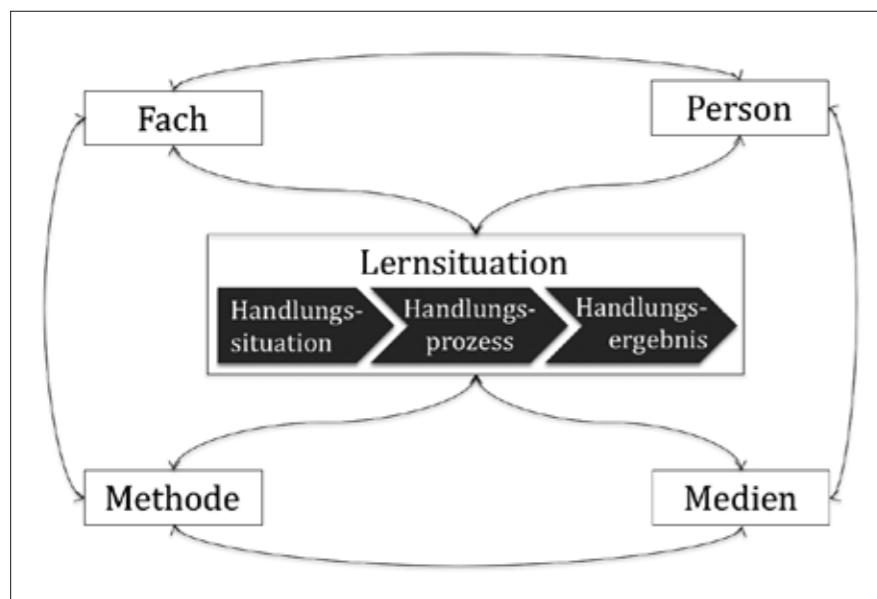 Fach
Person
Lernsituation
Handlungs-
situation
Handlungs-
prozess
Handlungs-
ergebnis
Methode
Medien